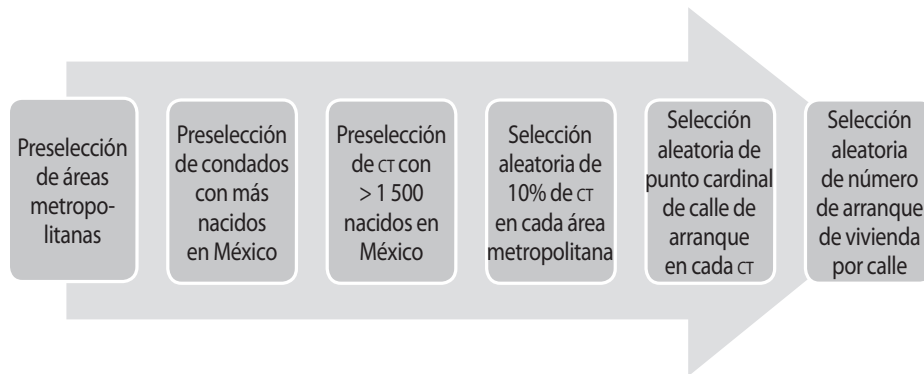 Preselección
de áreas
metropo-
litanas
Preselección
de condados
con más
nacidos
en México
Preselección
de CT con
> 1 500
nacidos en
México
Selección
aleatoria de
10% de CT
en cada área
metropolitana
Selección
aleatoria de
punto cardinal
de calle de
arranque
en cada CT
Selección
aleatoria
de número
de arranque
de vivienda
por calle